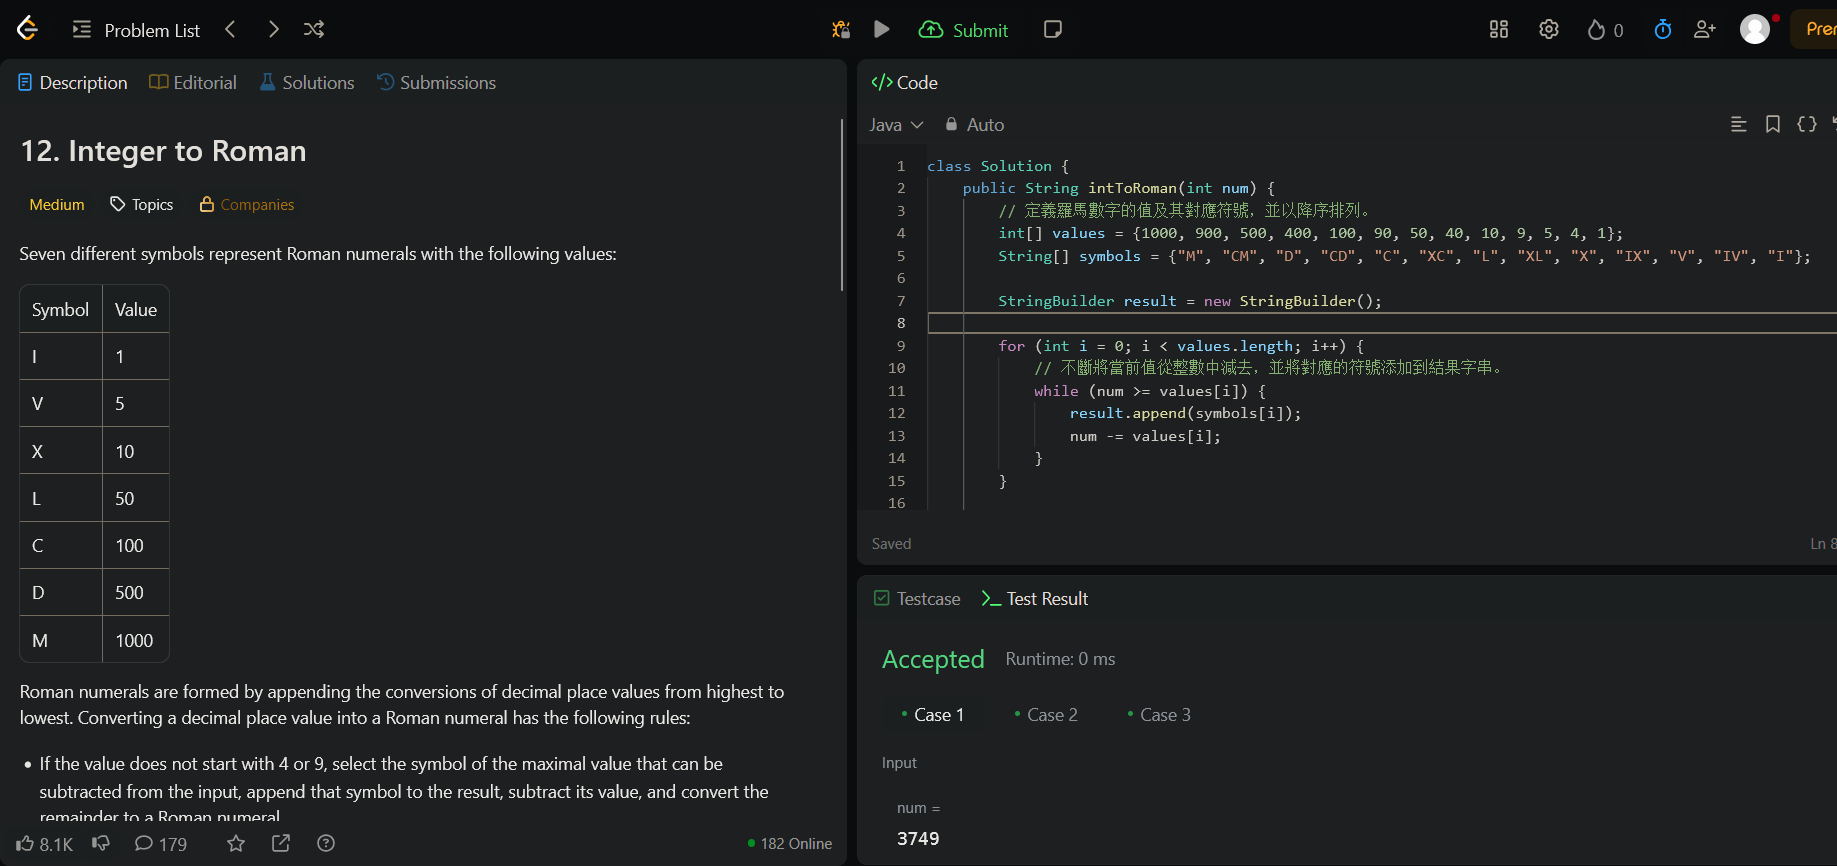 Problem List
Submit
0
Prer
Description
Editorial
Solutions
Submissions
12. Integer to Roman
Medium
Topics
Companies
Seven different symbols represent Roman numerals with the following values:
Symbol Value
I 1
V 5
X 10
L 50
C 100
D 500
M 1000
Roman numerals are formed by appending the conversions of decimal place values from highest to
lowest. Converting a decimal place value into a Roman numeral has the following rules:
• If the value does not start with 4 or 9, select the symbol of the maximal value that can be
subtracted from the input, append that symbol to the result, subtract its value, and convert the
remainder to a Roman numeral
8.1K
179
182 Online
</> Code
Java
Auto
1 class Solution {
2 public String intToRoman(int num) {
3 // 定義羅馬數字的值及其對應符號，並以降序排列。
4 int[] values = {1000, 900, 500, 400, 100, 90, 50, 40, 10, 9, 5, 4, 1};
5 String[] symbols = {"M", "CM", "D", "CD", "C", "XC", "L", "XL", "X", "IX", "V", "IV", "I"};
6
7 StringBuilder result = new StringBuilder();
8
9 for (int i = 0; i < values.length; i++) {
10 // 不斷將當前值從整數中減去，並將對應的符號添加到結果字串。
11 while (num >= values[i]) {
12 result.append(symbols[i]);
13 num -= values[i];
14 }
15 }
16
Saved
Ln 8
Testcase
Test Result
Accepted
Runtime: 0 ms
• Case 1
• Case 2
• Case 3
Input
num =
3749